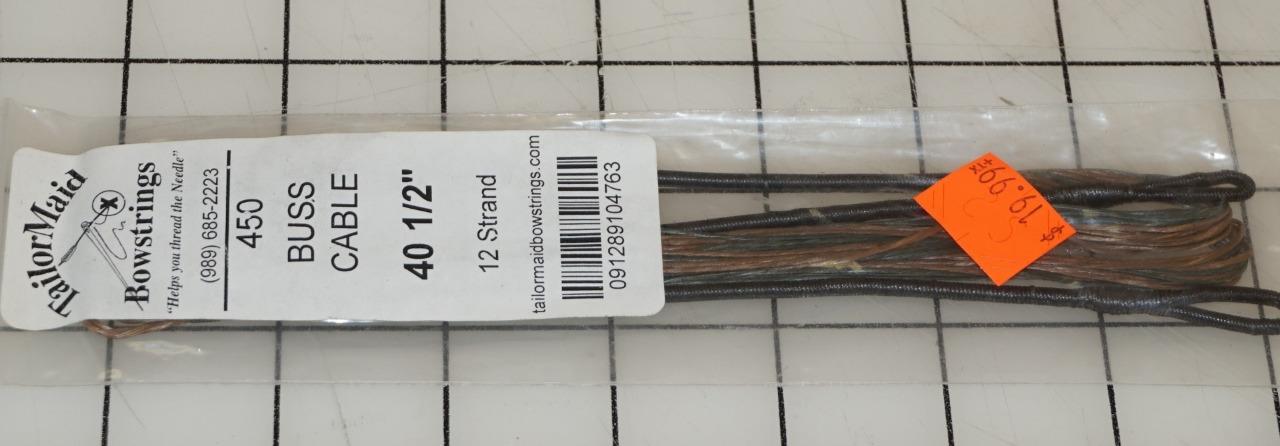 TailorMaid
Bowstrings
"Helps you thread the Needle"
(989) 685-2223
450
BUSS
CABLE
40 1/2"
12 Strand
tailormaidbowstrings.com
091289104763
19.99